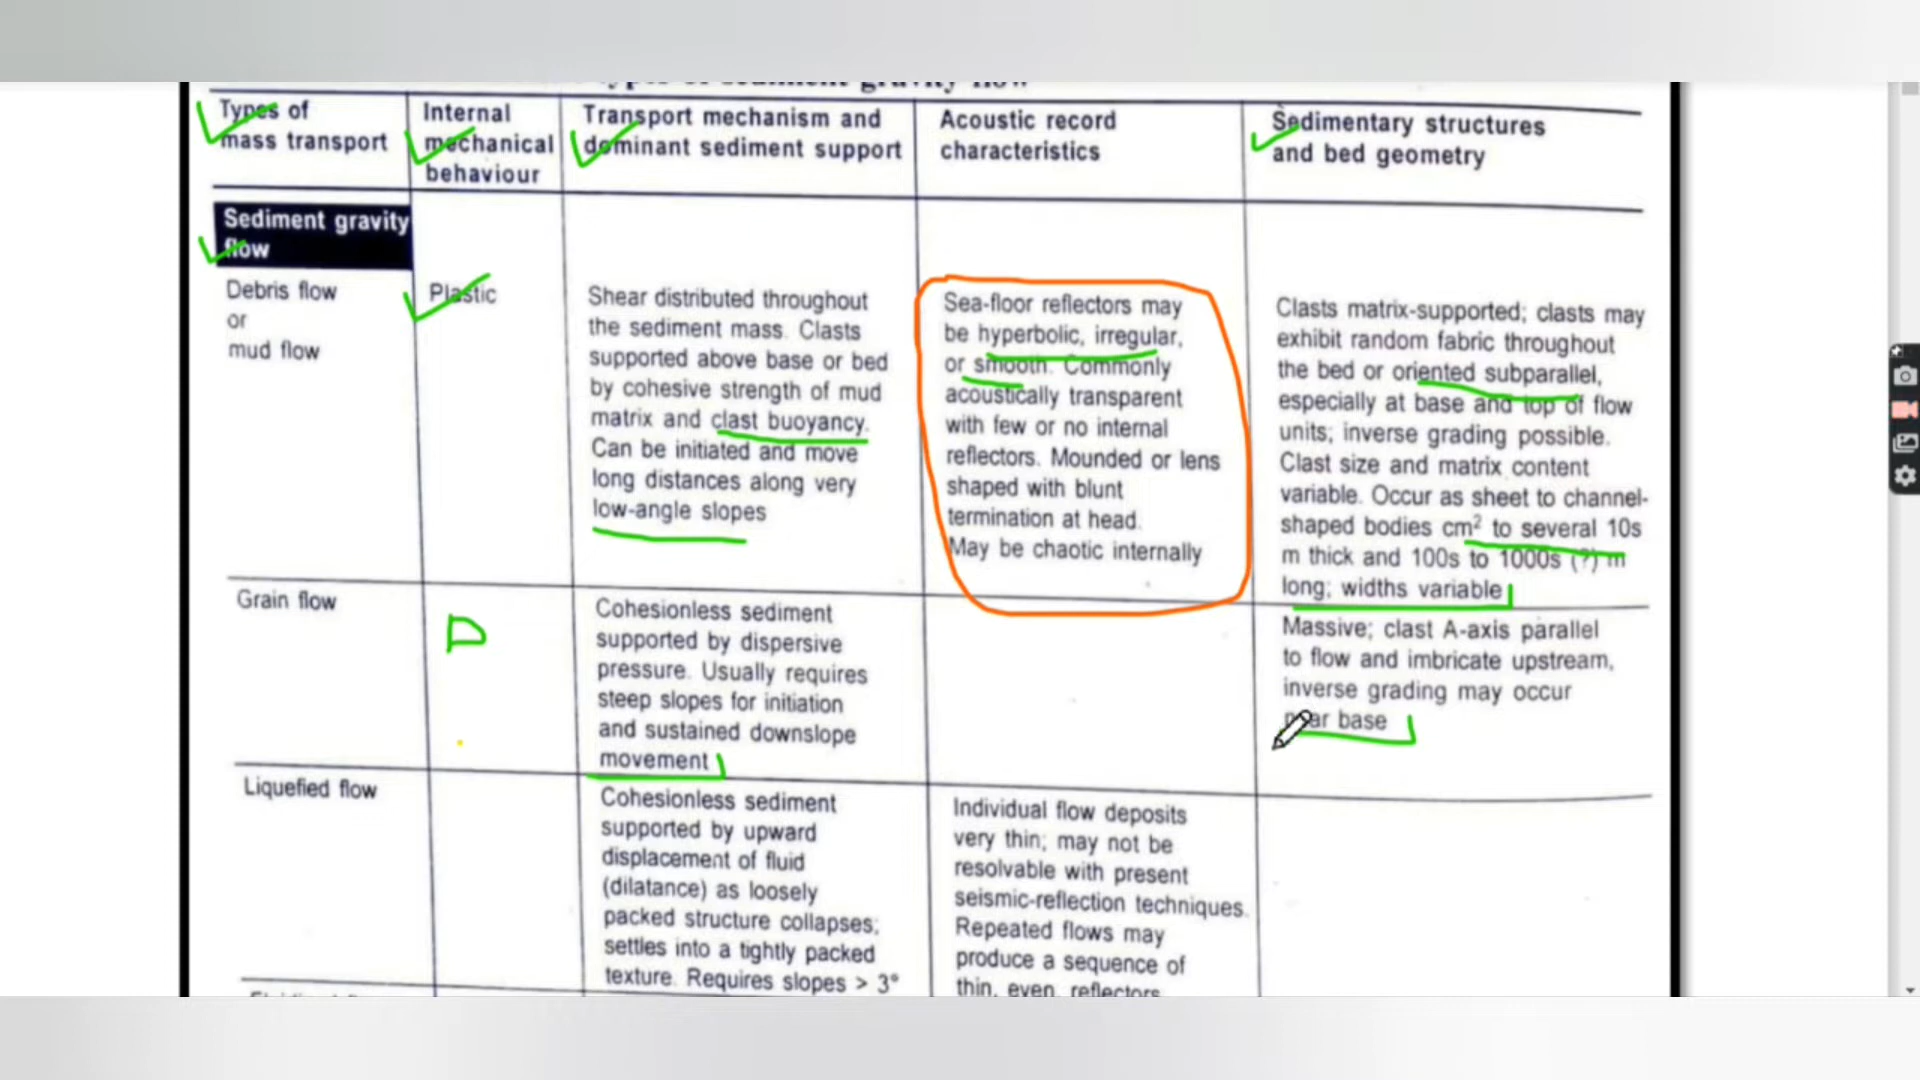 types of sediment gravity flow
Types of
mass transport
Internal
mechanical
behaviour
Transport mechanism and
dominant sediment support
Acoustic record
characteristics
Sedimentary structures
and bed geometry
Sediment gravity
flow
Debris flow
or
mud flow
Plastic
Shear distributed throughout
the sediment mass. Clasts
supported above base or bed
by cohesive strength of mud
matrix and clast buoyancy.
Can be initiated and move
long distances along very
low-angle slopes
Sea-floor reflectors may
be hyperbolic, irregular,
or smooth. Commonly
acoustically transparent
with few or no internal
reflectors. Mounded or lens
shaped with blunt
termination at head.
May be chaotic internally
Clasts matrix-supported; clasts may
exhibit random fabric throughout
the bed or oriented subparallel,
especially at base and top of flow
units; inverse grading possible.
Clast size and matrix content
variable. Occur as sheet to channel-
shaped bodies cm² to several 10s
m thick and 100s to 1000s (?) m
long; widths variable
Grain flow
P
Cohesionless sediment
supported by dispersive
pressure. Usually requires
steep slopes for initiation
and sustained downslope
movement
Massive; clast A-axis parallel
to flow and imbricate upstream,
inverse grading may occur
near base
Liquefied flow
Cohesionless sediment
supported by upward
displacement of fluid
(dilatance) as loosely
packed structure collapses;
settles into a tightly packed
texture. Requires slopes > 3°
Individual flow deposits
very thin; may not be
resolvable with present
seismic-reflection techniques.
Repeated flows may
produce a sequence of
thin, even, reflectors